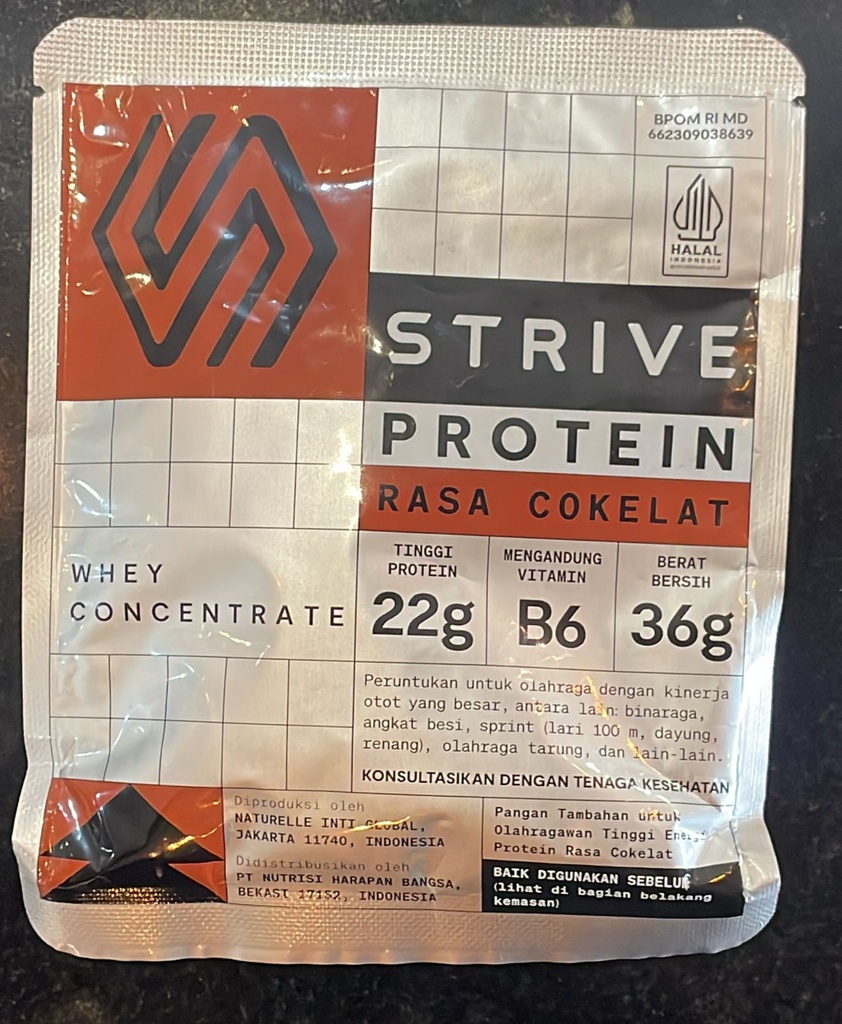 BPOM RI MD
662309038639
HALAL
INDONESIA
STRIVE
PROTEIN
RASA COKELAT
WHEY
CONCENTRATE
TINGGI
PROTEIN
22g
MENGANDUNG
VITAMIN
B6
BERAT
BERSIH
36g
Peruntukan untuk olahraga dengan kinerja
otot yang besar, antara lain: binaraga,
angkat besi, sprint (lari 100 m, dayung,
renang), olahraga tarung, dan lain-lain.
KONSULTASIKAN DENGAN TENAGA KESEHATAN
Diproduksi oleh
NATURELLE INTI GLOBAL,
JAKARTA 11740, INDONESIA
Didistribusikan oleh
PT NUTRISI HARAPAN BANGSA,
BEKASI 17152, INDONESIA
Pangan Tambahan untuk
Olahragawan Tinggi Energi
Protein Rasa Cokelat
BAIK DIGUNAKAN SEBELUM
(lihat di bagian belakang
kemasan)